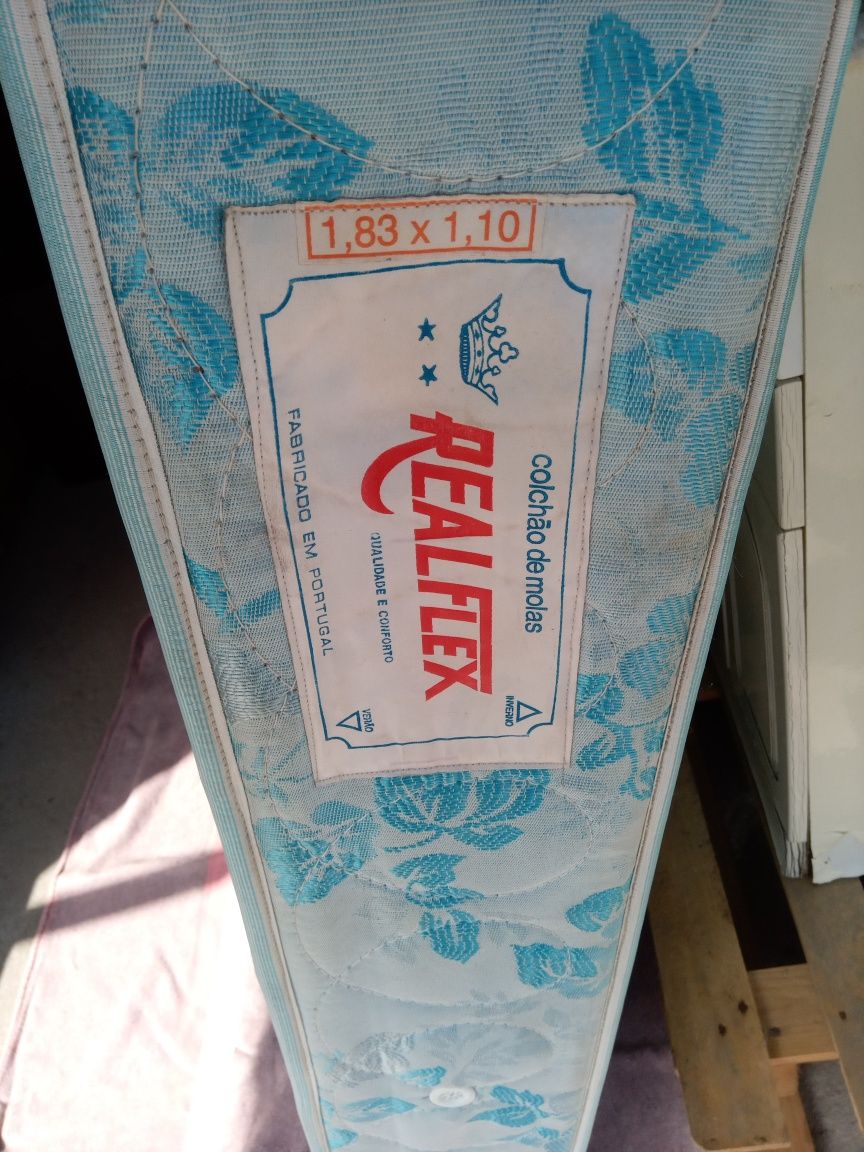 1,83 x 1,10
colchão de molas
REALFLEX
QUALIDADE E CONFORTO
FABRICADO EM PORTUGAL
INVERNO
VERÃO